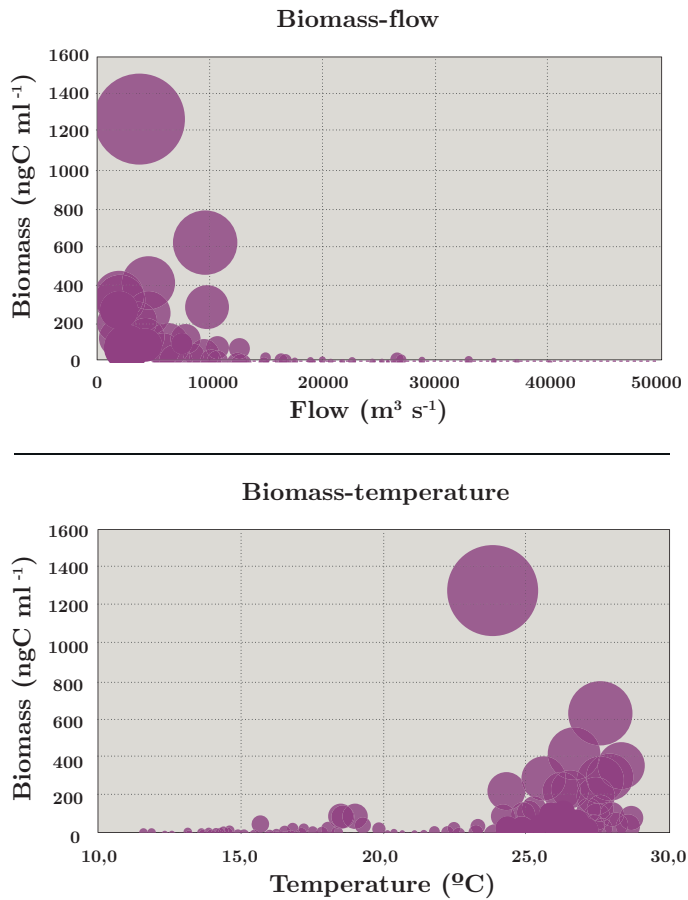 Biomass-flow
Biomass (ngC ml⁻¹)
1600
1400
1200
1000
800
600
400
200
0
0 10000 20000 30000 40000 50000
Flow (m³ s⁻¹)
Biomass-temperature
Biomass (ngC ml⁻¹)
1600
1400
1200
1000
800
600
400
200
0
10,0 15,0 20,0 25,0 30,0
Temperature (ºC)